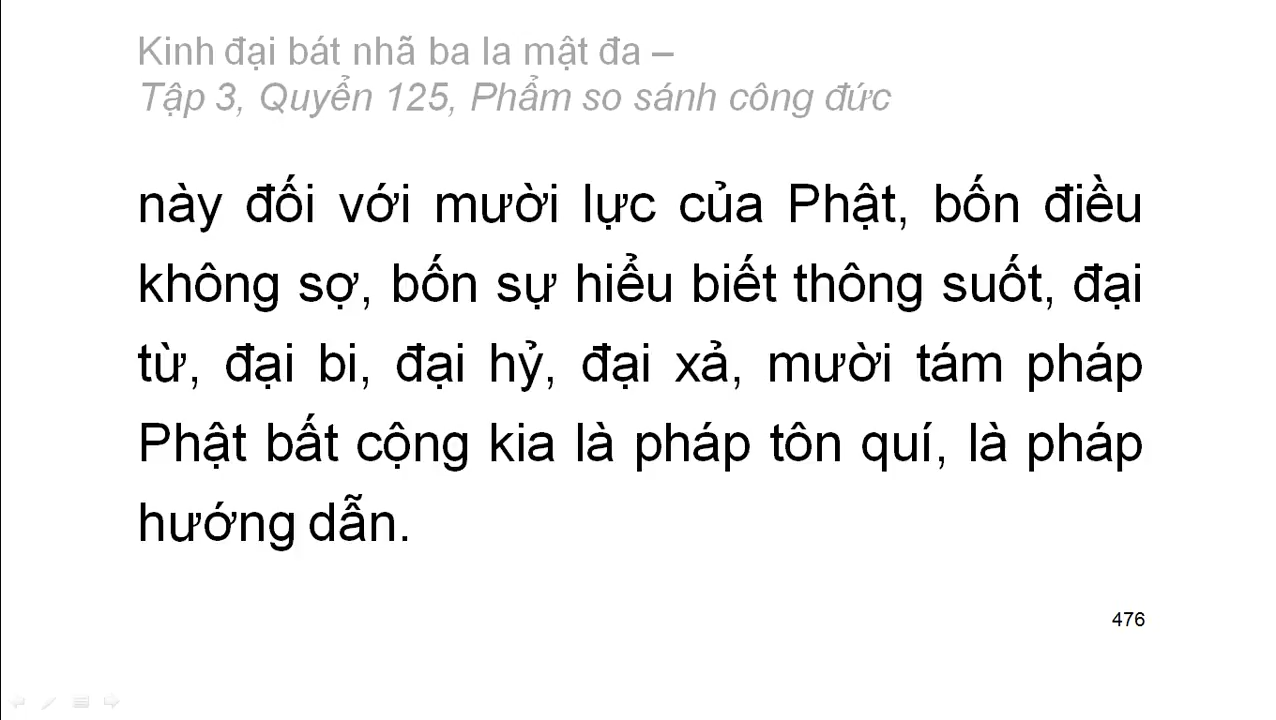 Kinh đại bát nhã ba la mật đa –
Tập 3, Quyển 125, Phẩm so sánh công đức
này đối với mười lực của Phật, bốn điều
không sợ, bốn sự hiểu biết thông suốt, đại
từ, đại bi, đại hỷ, đại xả, mười tám pháp
Phật bất cộng kia là pháp tôn quí, là pháp
hướng dẫn.
476